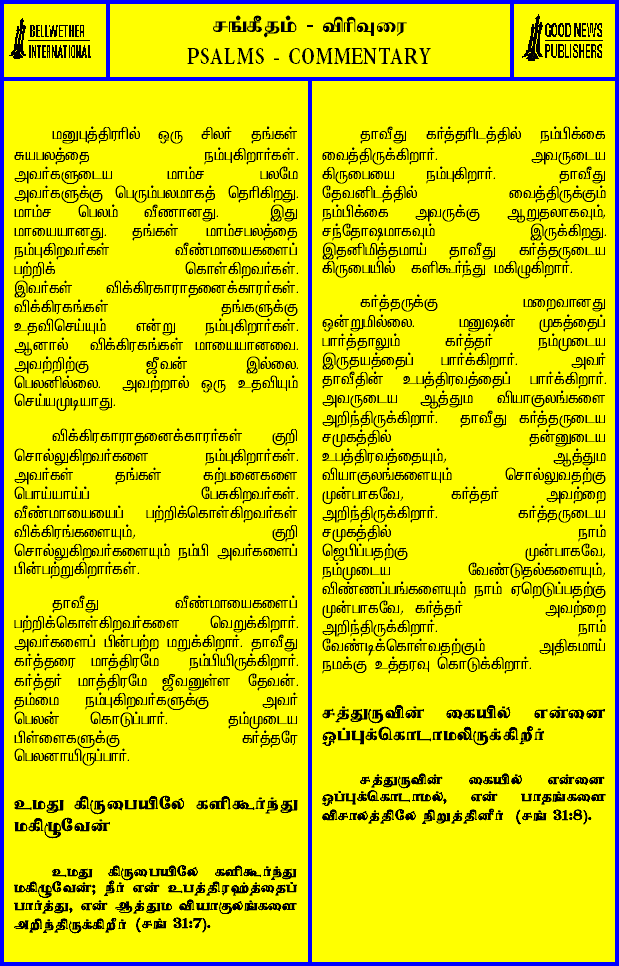 BELLWETHER
INTERNATIONAL
சங்கீதம் - விரிவுரை
PSALMS - COMMENTARY
GOOD NEWS
PUBLISHERS
மனுபுத்திரரில் ஒரு சிலர் தங்கள்
சுயபலத்தை நம்புகிறார்கள்.
அவர்களுடைய மாம்ச பலமே
அவர்களுக்கு பெரும்பலமாகத் தெரிகிறது.
மாம்ச பெலம் வீணானது. இது
மாயையானது. தங்கள் மாம்சபலத்தை
நம்புகிறவர்கள் வீண்மாயைகளைப்
பற்றிக் கொள்கிறவர்கள்.
இவர்கள் விக்கிரகாராதனைக்காரர்கள்.
விக்கிரகங்கள் தங்களுக்கு
உதவிசெய்யும் என்று நம்புகிறார்கள்.
ஆனால் விக்கிரகங்கள் மாயையானவை.
அவற்றிற்கு ஜீவன் இல்லை.
பெலனில்லை. அவற்றால் ஒரு உதவியும்
செய்யமுடியாது.
விக்கிரகாராதனைக்காரர்கள் குறி
சொல்லுகிறவர்களை நம்புகிறார்கள்.
அவர்கள் தங்கள் கற்பனைகளை
பொய்யாய்ப் பேசுகிறவர்கள்.
வீண்மாயையைப் பற்றிக்கொள்கிறவர்கள்
விக்கிரங்களையும், குறி
சொல்லுகிறவர்களையும் நம்பி அவர்களைப்
பின்பற்றுகிறார்கள்.
தாவீது வீண்மாயைகளைப்
பற்றிக்கொள்கிறவர்களை வெறுக்கிறார்.
அவர்களைப் பின்பற்ற மறுக்கிறார். தாவீது
கர்த்தரை மாத்திரமே நம்பியிருக்கிறார்.
கர்த்தர் மாத்திரமே ஜீவனுள்ள தேவன்.
தம்மை நம்புகிறவர்களுக்கு அவர்
பெலன் கொடுப்பார். தம்முடைய
பிள்ளைகளுக்கு கர்த்தரே
பெலனாயிருப்பார்.
உமது கிருபையிலே களிகூர்ந்து
மகிழுவேன்
உமது கிருபையிலே களிகூர்ந்து
மகிழுவேன்; நீர் என் உபத்திரஹத்தைப்
பார்த்து, என் ஆத்தும வியாகுலங்களை
அறிந்திருக்கிறீர் (சங் 31:7).
தாவீது கர்த்தரிடத்தில் நம்பிக்கை
வைத்திருக்கிறார். அவருடைய
கிருபையை நம்புகிறார். தாவீது
தேவனிடத்தில் வைத்திருக்கும்
நம்பிக்கை அவருக்கு ஆறுதலாகவும்,
சந்தோஷமாகவும் இருக்கிறது.
இதனிமித்தமாய் தாவீது கர்த்தருடைய
கிருபையில் களிகூர்ந்து மகிழுகிறார்.
கர்த்தருக்கு மறைவானது
ஒன்றுமில்லை. மனுஷன் முகத்தைப்
பார்த்தாலும் கர்த்தர் நம்முடைய
இருதயத்தைப் பார்க்கிறார். அவர்
தாவீதின் உபத்திரவத்தைப் பார்க்கிறார்.
அவருடைய ஆத்தும வியாகுலங்களை
அறிந்திருக்கிறார். தாவீது கர்த்தருடைய
சமுகத்தில் தன்னுடைய
உபத்திரவத்தையும், ஆத்தும
வியாகுலங்களையும் சொல்லுவதற்கு
முன்பாகவே, கர்த்தர் அவற்றை
அறிந்திருக்கிறார். கர்த்தருடைய
சமுகத்தில் நாம்
ஜெபிப்பதற்கு முன்பாகவே,
நம்முடைய வேண்டுதல்களையும்,
விண்ணப்பங்களையும் நாம் ஏறெடுப்பதற்கு
முன்பாகவே, கர்த்தர் அவற்றை
அறிந்திருக்கிறார். நாம்
வேண்டிக்கொள்வதற்கும் அதிகமாய்
நமக்கு உத்தரவு கொடுக்கிறார்.
சத்துருவின் கையில் என்னை
ஒப்புக்கொடாமலிருக்கிறீர்
சத்துருவின் கையில் என்னை
ஒப்புக்கொடாமல், என் பாதங்களை
விசாலத்திலே நிறுத்தினீர் (சங் 31:8).